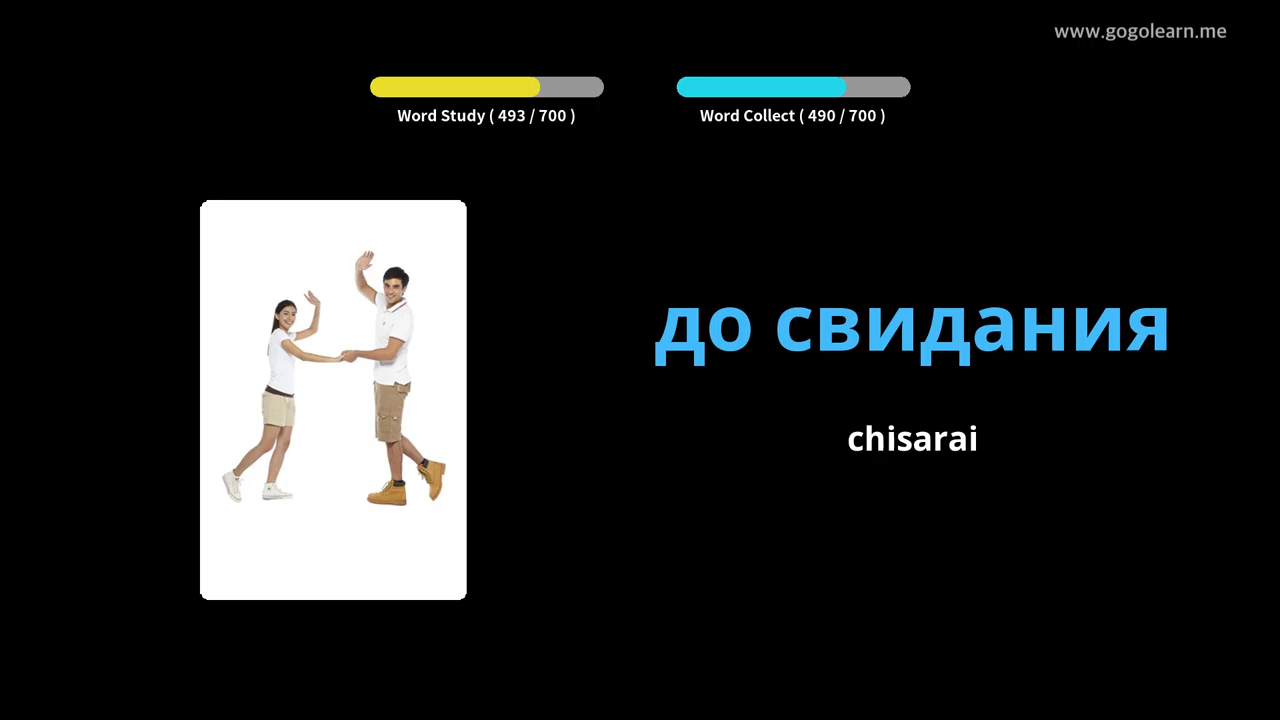 www.gogolearn.me
Word Study ( 493 / 700 )
Word Collect ( 490 / 700 )
до свидания
chisarai